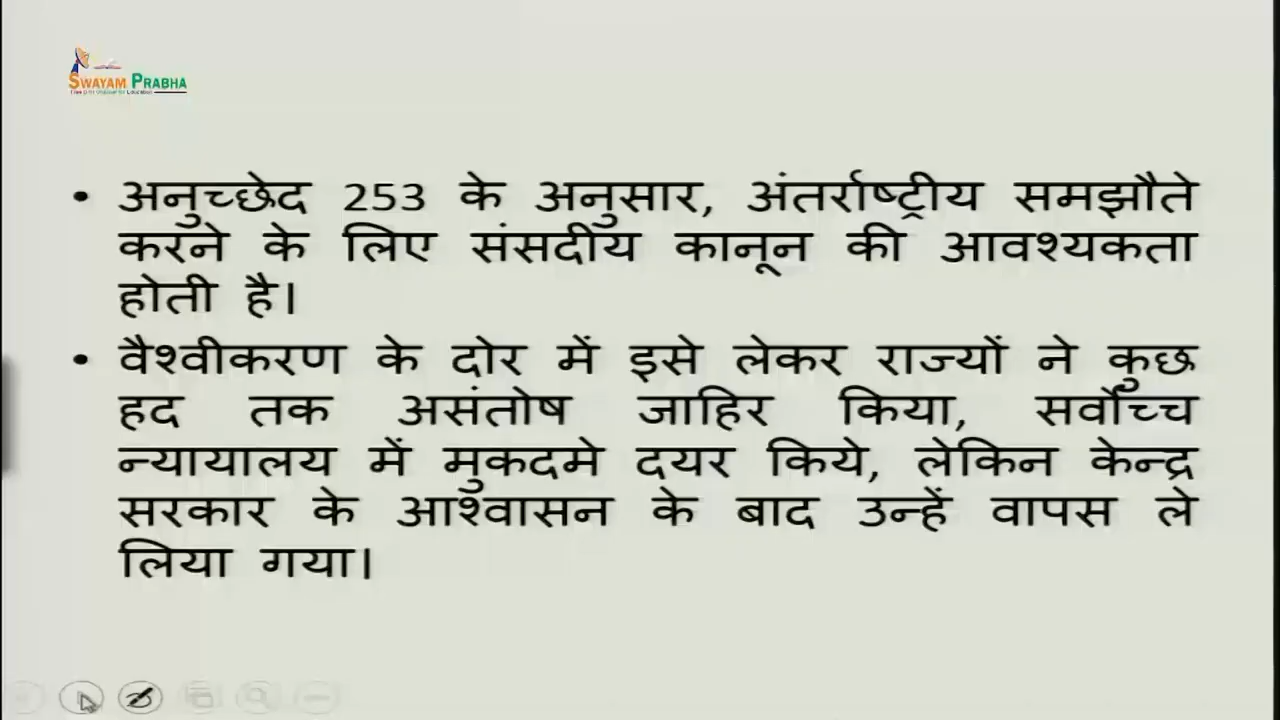 SWAYAM PRABHA
• अनुच्छेद 253 के अनुसार, अंतर्राष्ट्रीय समझौते
करने के लिए संसदीय कानून की आवश्यकता
होती है।
• वैश्वीकरण के दोर में इसे लेकर राज्यों ने कुछ
हद तक असंतोष जाहिर किया, सर्वोच्च
न्यायालय में मुकदमे दयर किये, लेकिन केन्द्र
सरकार के आश्वासन के बाद उन्हें वापस ले
लिया गया।